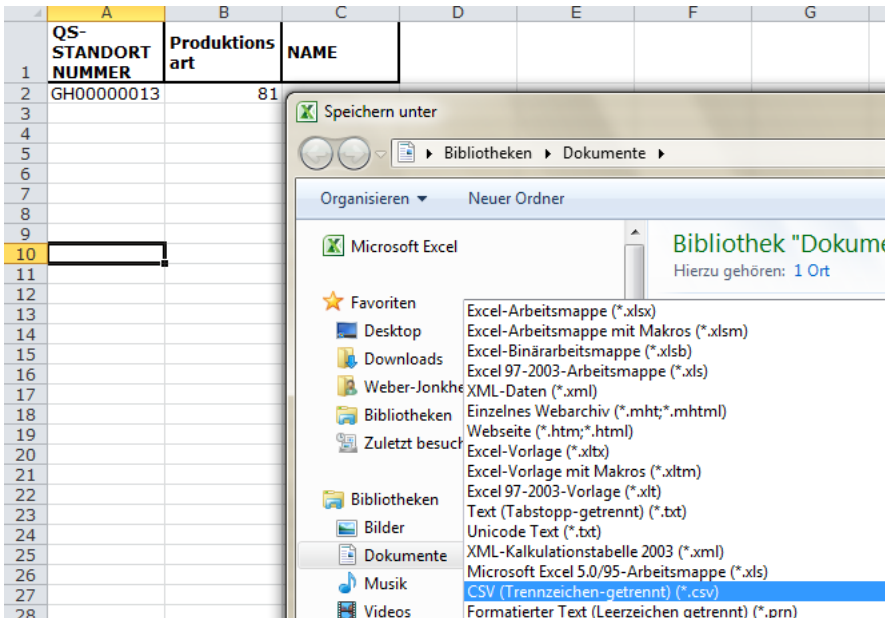 A B C D E F G
QS-
STANDORT
NUMMER
Produktions
art
NAME
1
2 GH00000013 81
3
4
5
6
7
8
9
10
11
12
13
14
15
16
17
18
19
20
21
22
23
24
25
26
27
28
Speichern unter
Bibliotheken Dokumente
Organisieren Neuer Ordner
Microsoft Excel
Favoriten
Desktop
Downloads
Weber-Jonkhe
Bibliotheken
Zuletzt besuch
Bibliotheken
Bilder
Dokumente
Musik
Videos
Bibliothek "Dokume
Hierzu gehören: 1 Ort
Excel-Arbeitsmappe (*.xlsx)
Excel-Arbeitsmappe mit Makros (*.xlsm)
Excel-Binärarbeitsmappe (*.xlsb)
Excel 97-2003-Arbeitsmappe (*.xls)
XML-Daten (*.xml)
Einzelnes Webarchiv (*.mht;*.mhtml)
Webseite (*.htm;*.html)
Excel-Vorlage (*.xltx)
Excel-Vorlage mit Makros (*.xltm)
Excel 97-2003-Vorlage (*.xlt)
Text (Tabstopp-getrennt) (*.txt)
Unicode Text (*.txt)
XML-Kalkulationstabelle 2003 (*.xml)
Microsoft Excel 5.0/95-Arbeitsmappe (*.xls)
CSV (Trennzeichen-getrennt) (*.csv)
Formatierter Text (Leerzeichen getrennt) (*.prn)